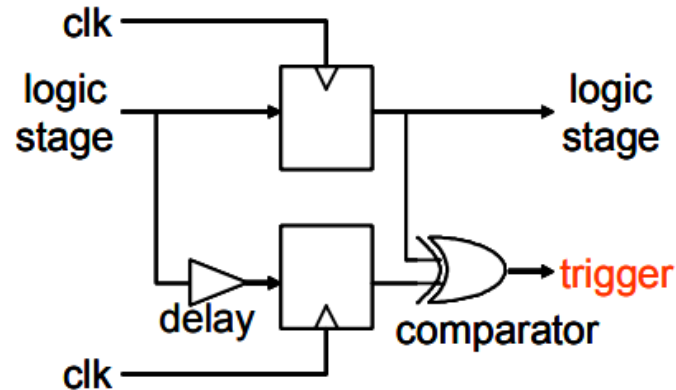 clk
logic
stage
logic
stage
delay
comparator
trigger
clk